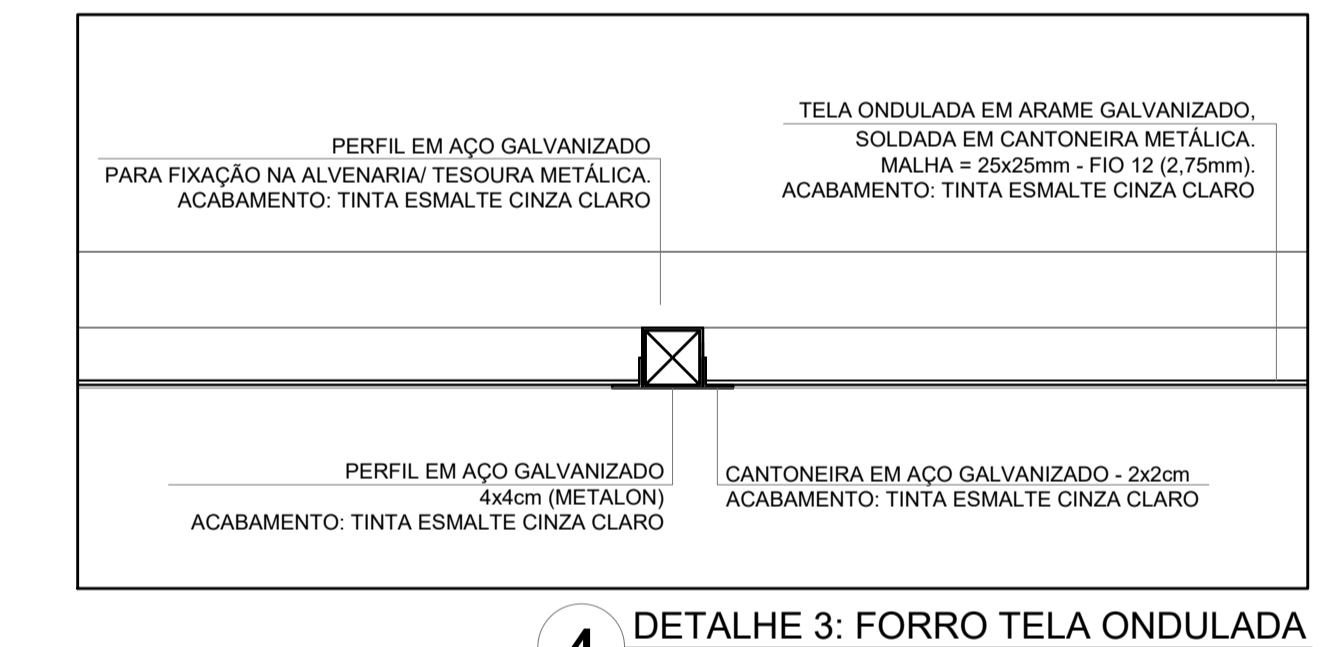 PERFIL EM AÇO GALVANIZADO
PARA FIXAÇÃO NA ALVENARIA/ TESOURA METÁLICA.
ACABAMENTO: TINTA ESMALTE CINZA CLARO
TELA ONDULADA EM ARAME GALVANIZADO,
SOLDADA EM CANTONEIRA METÁLICA.
MALHA = 25x25mm - FIO 12 (2,75mm).
ACABAMENTO: TINTA ESMALTE CINZA CLARO
PERFIL EM AÇO GALVANIZADO
4x4cm (METALON)
ACABAMENTO: TINTA ESMALTE CINZA CLARO
CANTONEIRA EM AÇO GALVANIZADO - 2x2cm
ACABAMENTO: TINTA ESMALTE CINZA CLARO
4
DETALHE 3: FORRO TELA ONDULADA